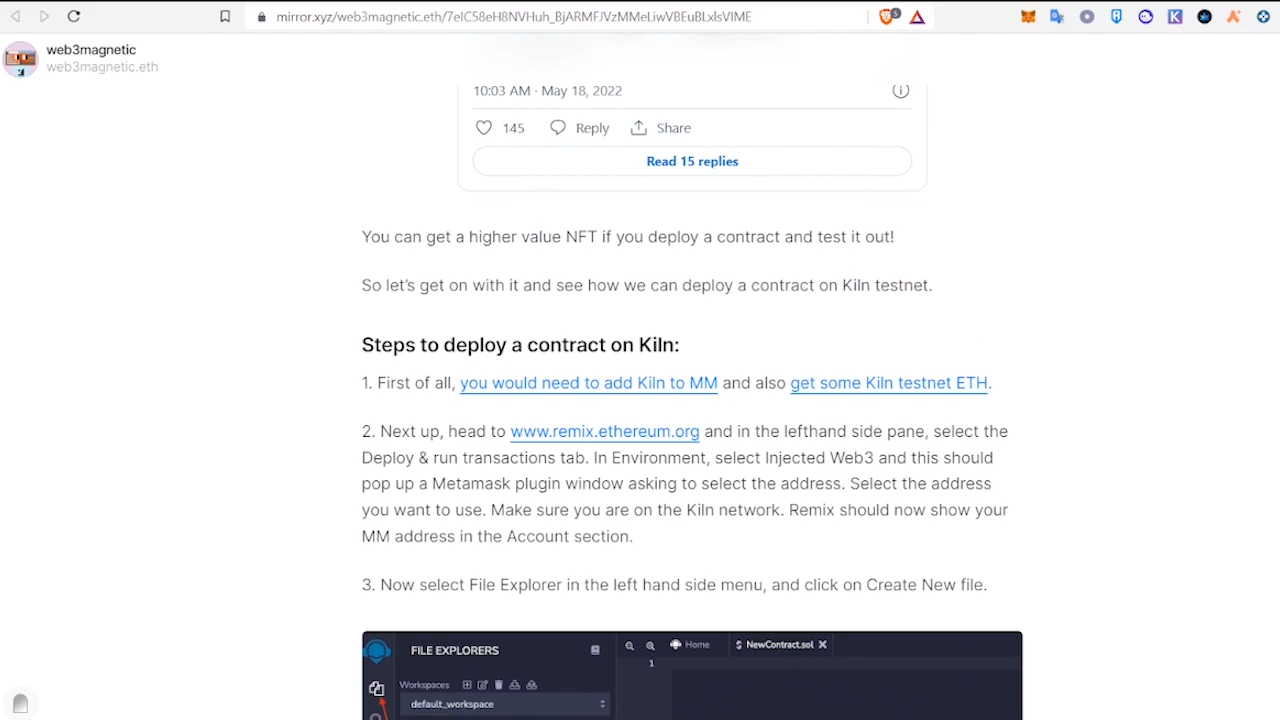 mirror.xyz/web3magnetic.eth/7eIC58eH8NVHuh_BjARMFJVzMMeLiwVBEuBLxlsVIME
5
web3magnetic
web3magnetic.eth
10:03 AM · May 18, 2022
145 Reply Share
Read 15 replies
You can get a higher value NFT if you deploy a contract and test it out!
So let’s get on with it and see how we can deploy a contract on Kiln testnet.
Steps to deploy a contract on Kiln:
1. First of all, you would need to add Kiln to MM and also get some Kiln testnet ETH.
2. Next up, head to www.remix.ethereum.org and in the lefthand side pane, select the
Deploy & run transactions tab. In Environment, select Injected Web3 and this should
pop up a Metamask plugin window asking to select the address. Select the address
you want to use. Make sure you are on the Kiln network. Remix should now show your
MM address in the Account section.
3. Now select File Explorer in the left hand side menu, and click on Create New file.
FILE EXPLORERS
Home NewContract.sol
1
Workspaces
default_workspace